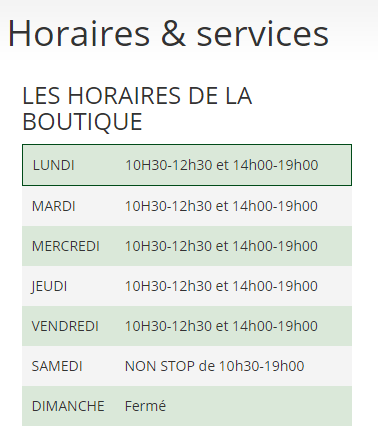 Horaires & services
LES HORAIRES DE LA
BOUTIQUE
LUNDI 10H30-12h30 et 14h00-19h00
MARDI 10H30-12h30 et 14h00-19h00
MERCREDI 10H30-12h30 et 14h00-19h00
JEUDI 10H30-12h30 et 14h00-19h00
VENDREDI 10H30-12h30 et 14h00-19h00
SAMEDI NON STOP de 10h30-19h00
DIMANCHE Fermé